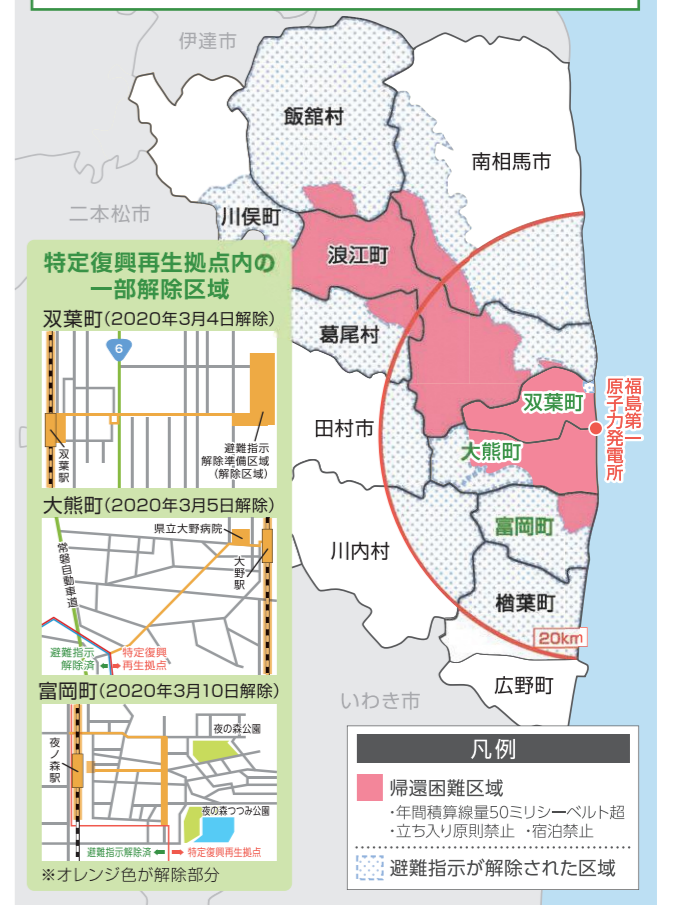 伊達市
飯舘村
南相馬市
二本松市
川俣町
浪江町
葛尾村
田村市
双葉町
大熊町
福島第一
原子力発電所
富岡町
川内村
楢葉町
20km
広野町
いわき市
特定復興再生拠点内の
一部解除区域
双葉町(2020年3月4日解除)
6
双葉駅
避難指示
解除準備区域
(解除区域)
大熊町(2020年3月5日解除)
県立大野病院
大野駅
常磐自動車道
避難指示
解除済
特定復興
再生拠点
富岡町(2020年3月10日解除)
夜の森公園
夜ノ森駅
夜の森つつみ公園
避難指示解除済
特定復興再生拠点
※オレンジ色が解除部分
凡例
帰還困難区域
・年間積算線量50ミリシーベルト超
・立ち入り原則禁止 ・宿泊禁止
避難指示が解除された区域